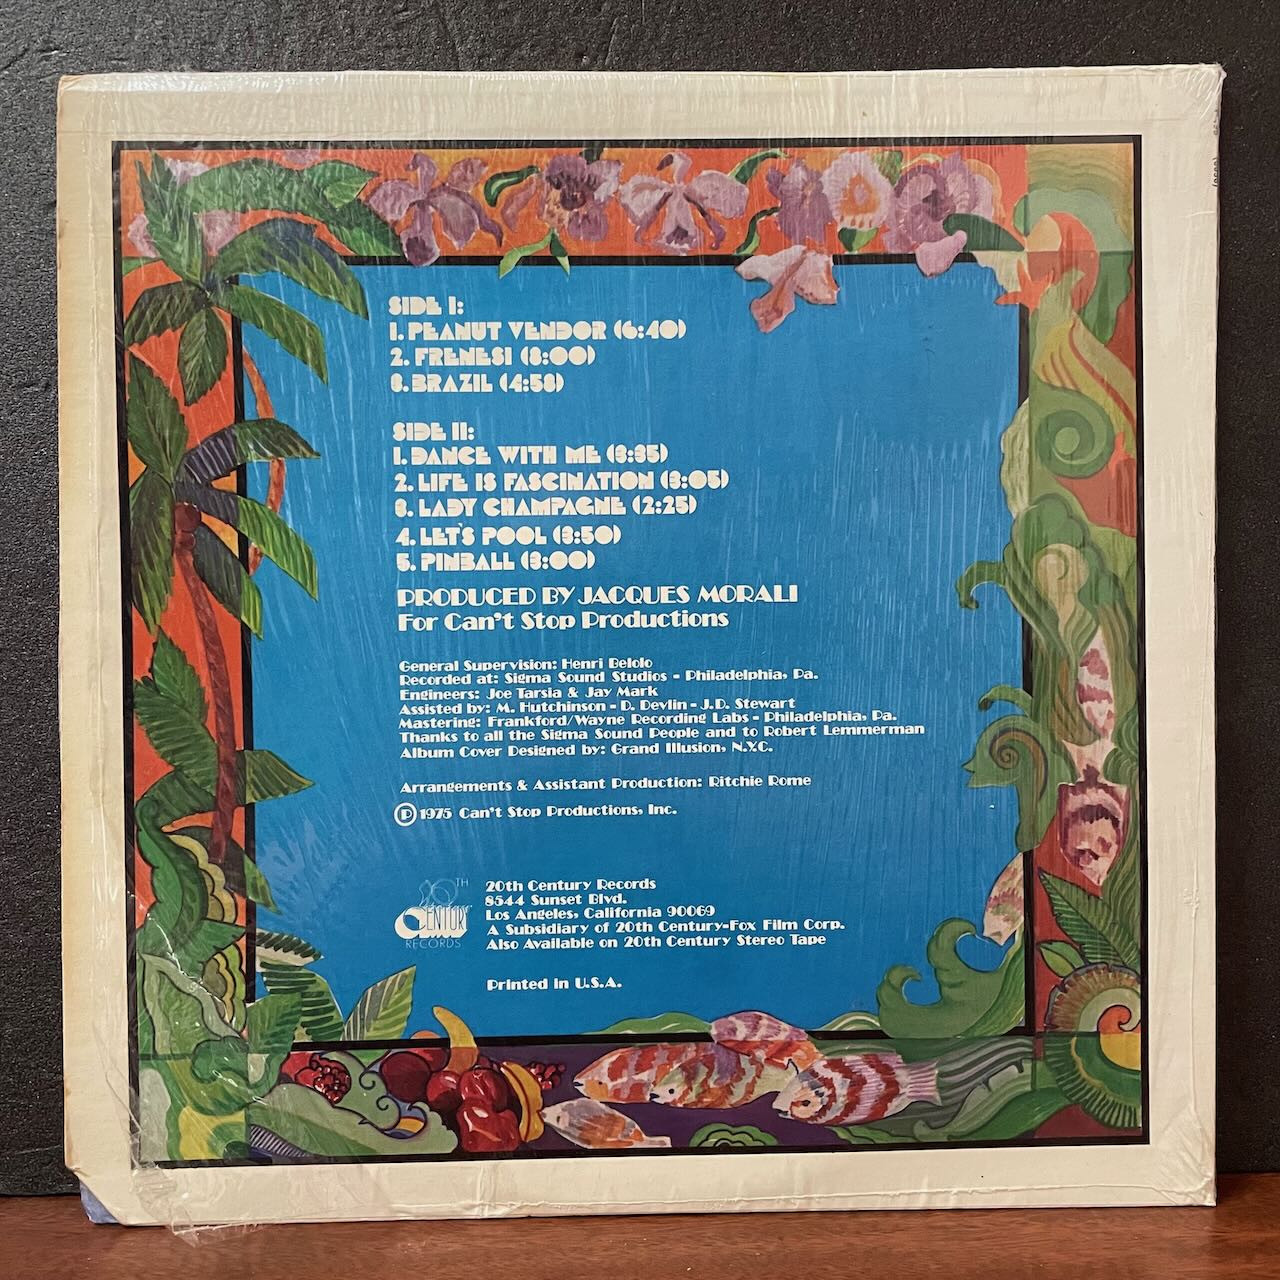 SIDE I:
1. PEANUT VENDOR (6:40)
2. FRENESI (8:00)
3. BRAZIL (4:58)
SIDE II:
1. DANCE WITH ME (3:35)
2. LIFE IS FASCINATION (3:05)
3. LADY CHAMPAGNE (2:25)
4. LET'S POOL (3:50)
5. PINBALL (3:00)
PRODUCED BY JACQUES MORALI
For Can't Stop Productions
General Supervision: Henri Belolo
Recorded at: Sigma Sound Studios - Philadelphia, Pa.
Engineers: Joe Tarsia & Jay Mark
Assisted by: M. Hutchinson - D. Devlin - J.D. Stewart
Mastering: Frankford/Wayne Recording Labs - Philadelphia, Pa.
Thanks to all the Sigma Sound People and to Robert Lemmerman
Album Cover Designed by: Grand Illusion, N.Y.C.
Arrangements & Assistant Production: Ritchie Rome
Ⓟ 1975 Can't Stop Productions, Inc.
20TH
CENTURY
RECORDS
20th Century Records
8544 Sunset Blvd.
Los Angeles, California 90069
A Subsidiary of 20th Century-Fox Film Corp.
Also Available on 20th Century Stereo Tape
Printed in U.S.A.